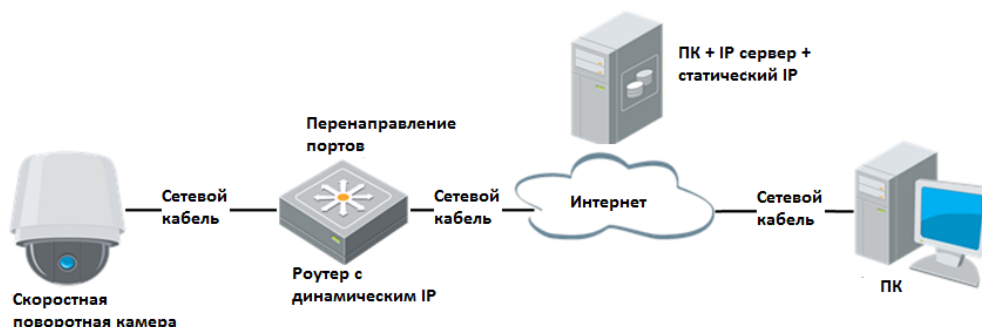 ПК + IP сервер +
статический IP
Перенаправление
портов
Сетевой
кабель
Сетевой
кабель
Интернет
Сетевой
кабель
Роутер с
динамическим IP
ПК
Скоростная
поворотная камера